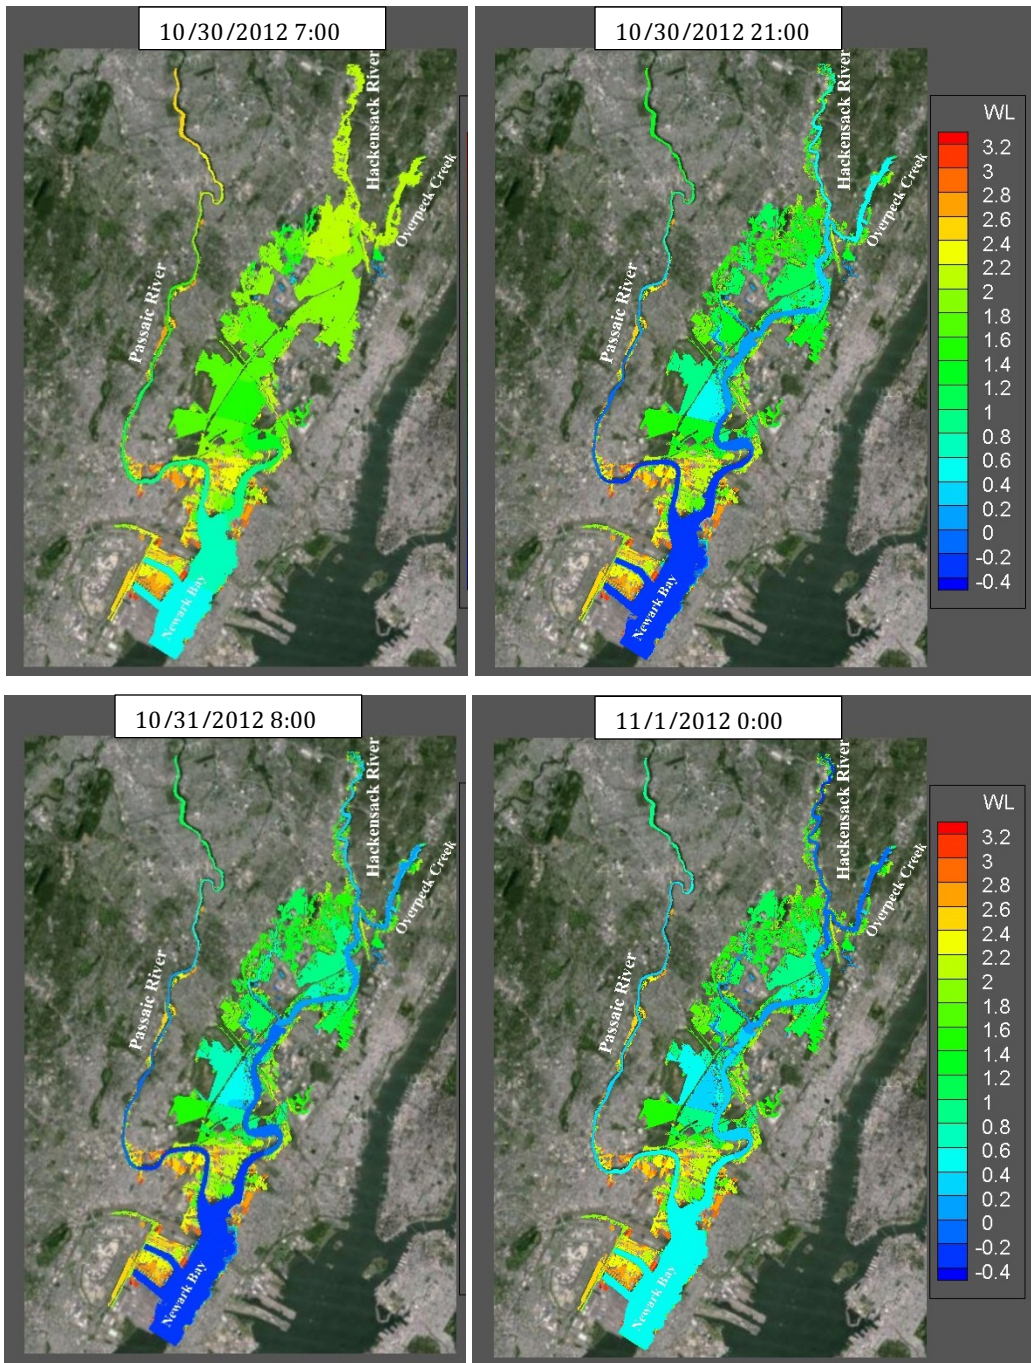 10/30/2012 7:00
Hackensack River
Overpeck Creek
Passaic River
Newark Bay
10/30/2012 21:00
Hackensack River
Overpeck Creek
Passaic River
Newark Bay
WL
3.2
3
2.8
2.6
2.4
2.2
2
1.8
1.6
1.4
1.2
1
0.8
0.6
0.4
0.2
0
-0.2
-0.4
10/31/2012 8:00
Hackensack River
Overpeck Creek
Passaic River
Newark Bay
11/1/2012 0:00
Hackensack River
Overpeck Creek
Passaic River
Newark Bay
WL
3.2
3
2.8
2.6
2.4
2.2
2
1.8
1.6
1.4
1.2
1
0.8
0.6
0.4
0.2
0
-0.2
-0.4